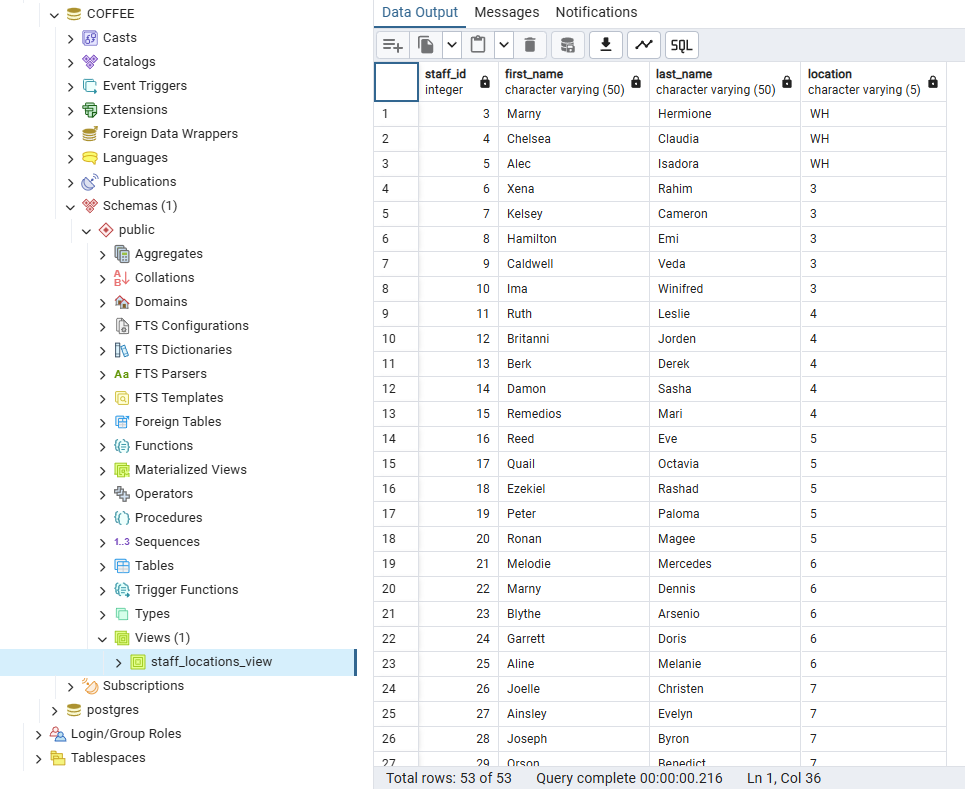 COFFEE
Casts
Catalogs
Event Triggers
Extensions
Foreign Data Wrappers
Languages
Publications
Schemas (1)
public
Aggregates
Collations
Domains
FTS Configurations
FTS Dictionaries
Aa FTS Parsers
FTS Templates
Foreign Tables
Functions
Materialized Views
Operators
Procedures
1..3 Sequences
Tables
Trigger Functions
Types
Views (1)
staff_locations_view
Subscriptions
postgres
Login/Group Roles
Tablespaces
Data Output Messages Notifications
SQL
staff_id first_name last_name location
integer character varying (50) character varying (50) character varying (5)
1 3 Marny Hermione WH
2 4 Chelsea Claudia WH
3 5 Alec Isadora WH
4 6 Xena Rahim 3
5 7 Kelsey Cameron 3
6 8 Hamilton Emi 3
7 9 Caldwell Veda 3
8 10 Ima Winifred 3
9 11 Ruth Leslie 4
10 12 Britanni Jorden 4
11 13 Berk Derek 4
12 14 Damon Sasha 4
13 15 Remedios Mari 4
14 16 Reed Eve 5
15 17 Quail Octavia 5
16 18 Ezekiel Rashad 5
17 19 Peter Paloma 5
18 20 Ronan Magee 5
19 21 Melodie Mercedes 6
20 22 Marny Dennis 6
21 23 Blythe Arsenio 6
22 24 Garrett Doris 6
23 25 Aline Melanie 6
24 26 Joelle Christen 7
25 27 Ainsley Evelyn 7
26 28 Joseph Byron 7
27 29 Orson Benedict 7
Total rows: 53 of 53 Query complete 00:00:00.216 Ln 1, Col 36